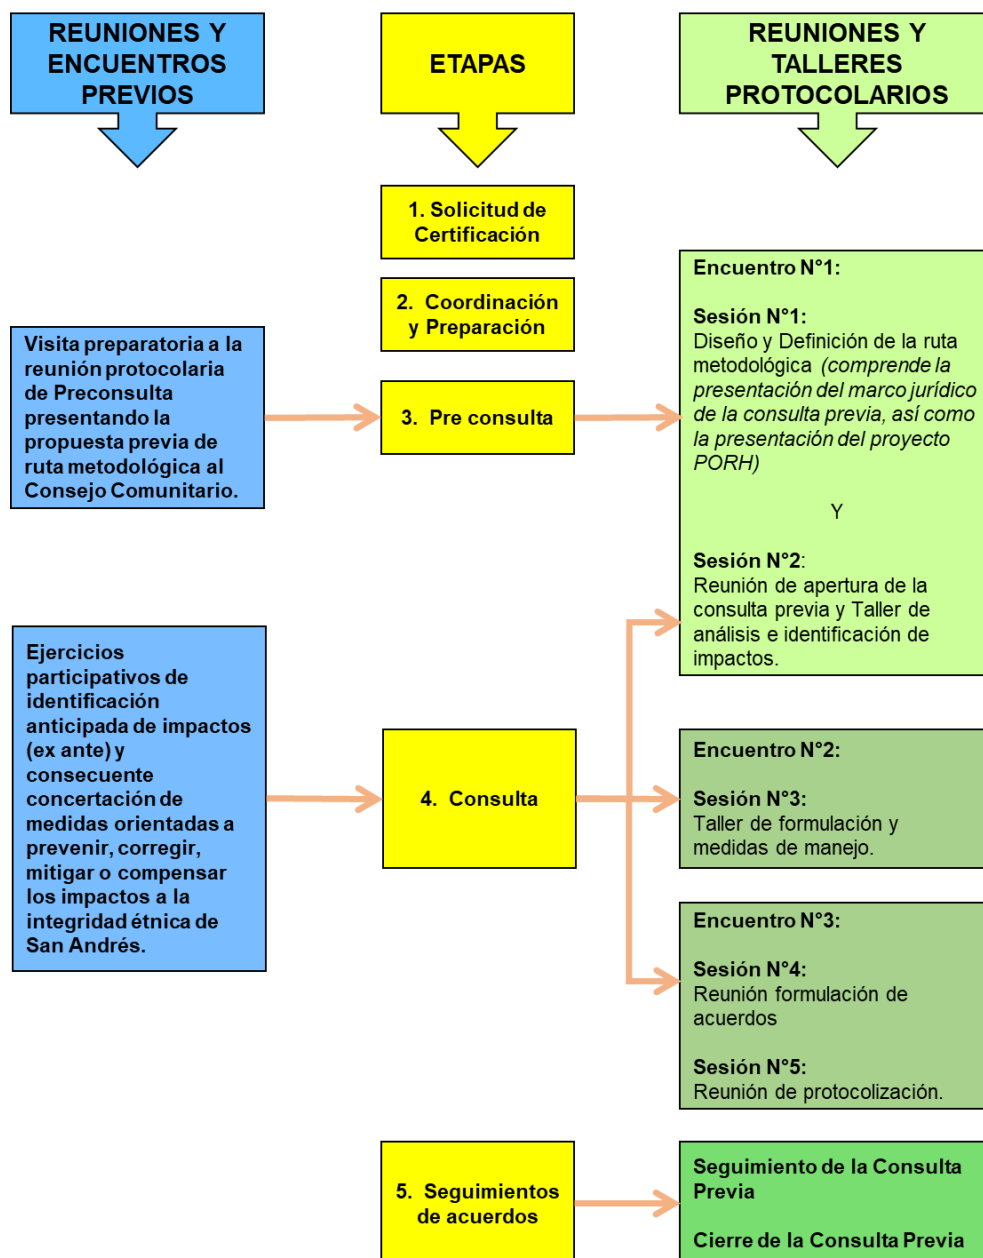 REUNIONES Y
ENCUENTROS
PREVIOS
ETAPAS
REUNIONES Y
TALLERES
PROTOCOLARIOS
1. Solicitud de
Certificación
2. Coordinación
y Preparación
Visita preparatoria a la
reunión protocolaria
de Preconsulta
presentando la
propuesta previa de
ruta metodológica al
Consejo Comunitario.
3. Pre consulta
Encuentro N°1:
Sesión N°1:
Diseño y Definición de la ruta
metodológica (comprende la
presentación del marco jurídico
de la consulta previa, así como
la presentación del proyecto
PORH)
Y
Sesión N°2:
Reunión de apertura de la
consulta previa y Taller de
análisis e identificación de
impactos.
Ejercicios
participativos de
identificación
anticipada de impactos
(ex ante) y
consecuente
concertación de
medidas orientadas a
prevenir, corregir,
mitigar o compensar
los impactos a la
integridad étnica de
San Andrés.
4. Consulta
Encuentro N°2:
Sesión N°3:
Taller de formulación y
medidas de manejo.
Encuentro N°3:
Sesión N°4:
Reunión formulación de
acuerdos
Sesión N°5:
Reunión de protocolización.
5. Seguimientos
de acuerdos
Seguimiento de la Consulta
Previa
Cierre de la Consulta Previa